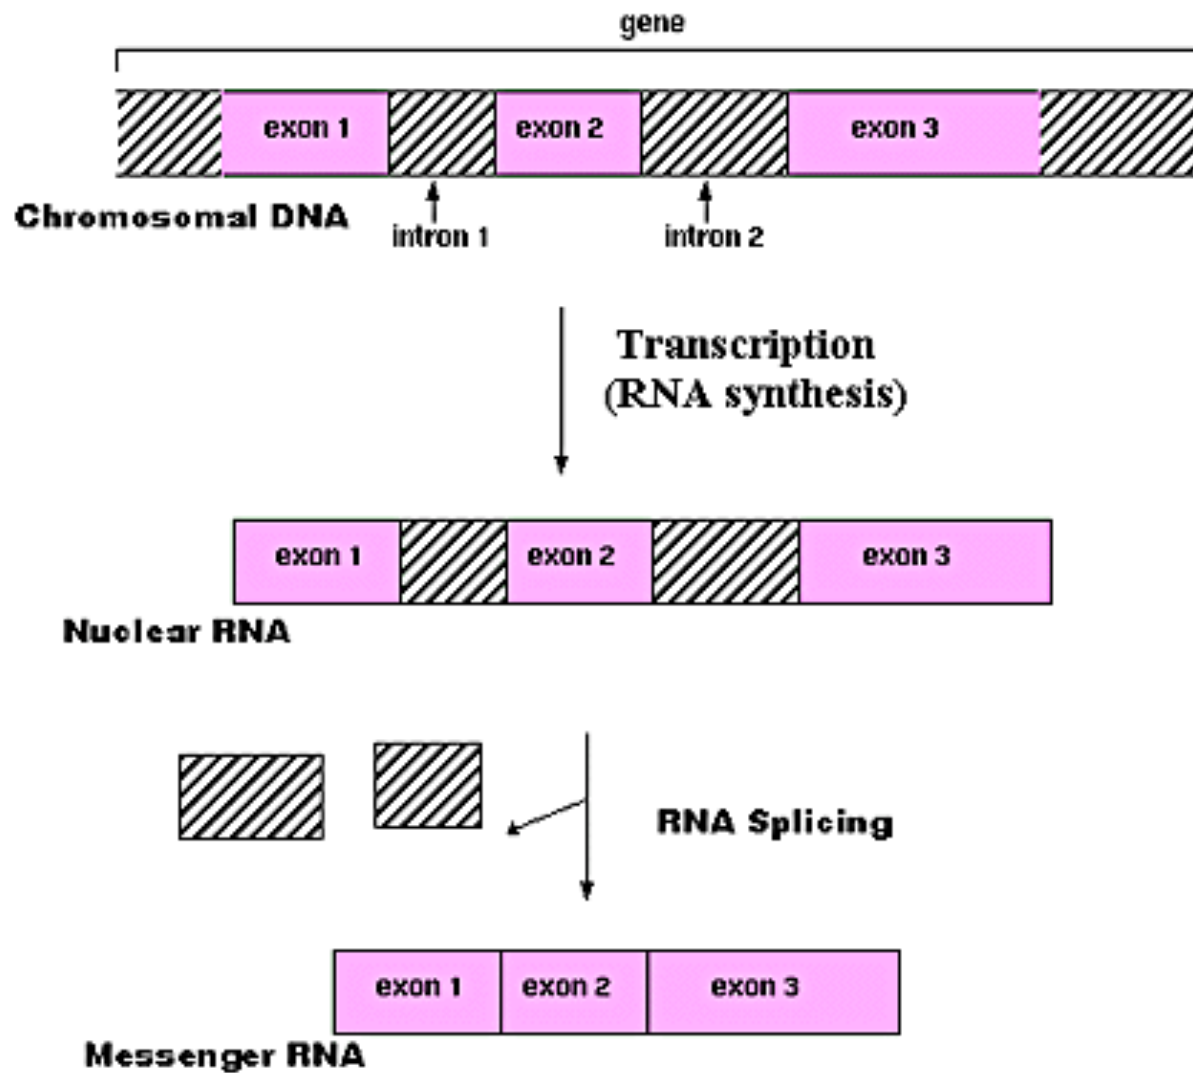 gene
exon 1 exon 2 exon 3
Chromosomal DNA
intron 1 intron 2
Transcription
(RNA synthesis)
exon 1 exon 2 exon 3
Nuclear RNA
RNA Splicing
exon 1 exon 2 exon 3
Messenger RNA